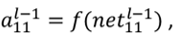 a_{11}^{l-1} = f(net_{11}^{l-1}) ,